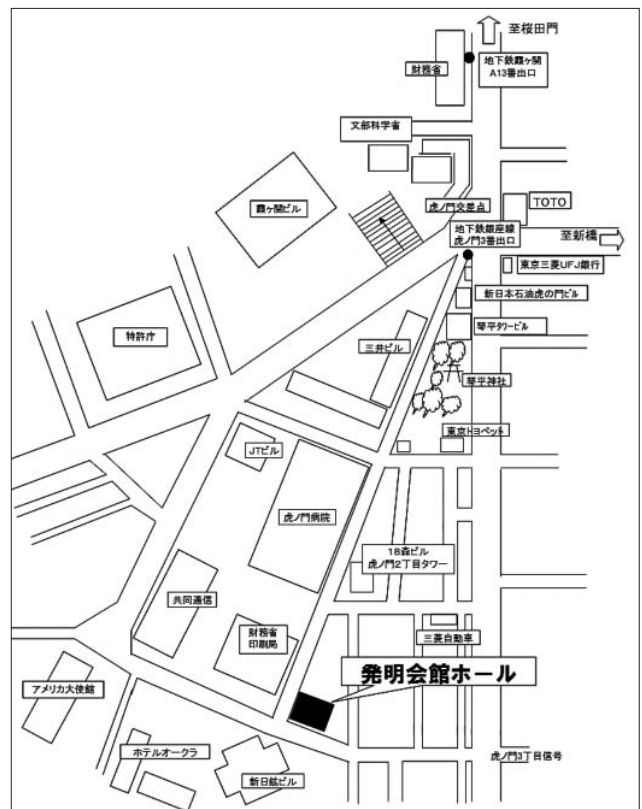 至桜田門
地下鉄霞ヶ関
A13番出口
財務省
文部科学省
虎ノ門交差点
TOTO
霞ヶ関ビル
地下鉄銀座線
虎ノ門3番出口
至新橋
東京三菱UFJ銀行
新日本石油虎の門ビル
特許庁
琴平タワービル
三井ビル
琴平神社
東京トヨペット
JTビル
虎ノ門病院
18森ビル
虎ノ門2丁目タワー
共同通信
財務省
印刷局
三菱自動車
発明会館ホール
アメリカ大使館
ホテルオークラ
新日鉱ビル
虎ノ門3丁目信号